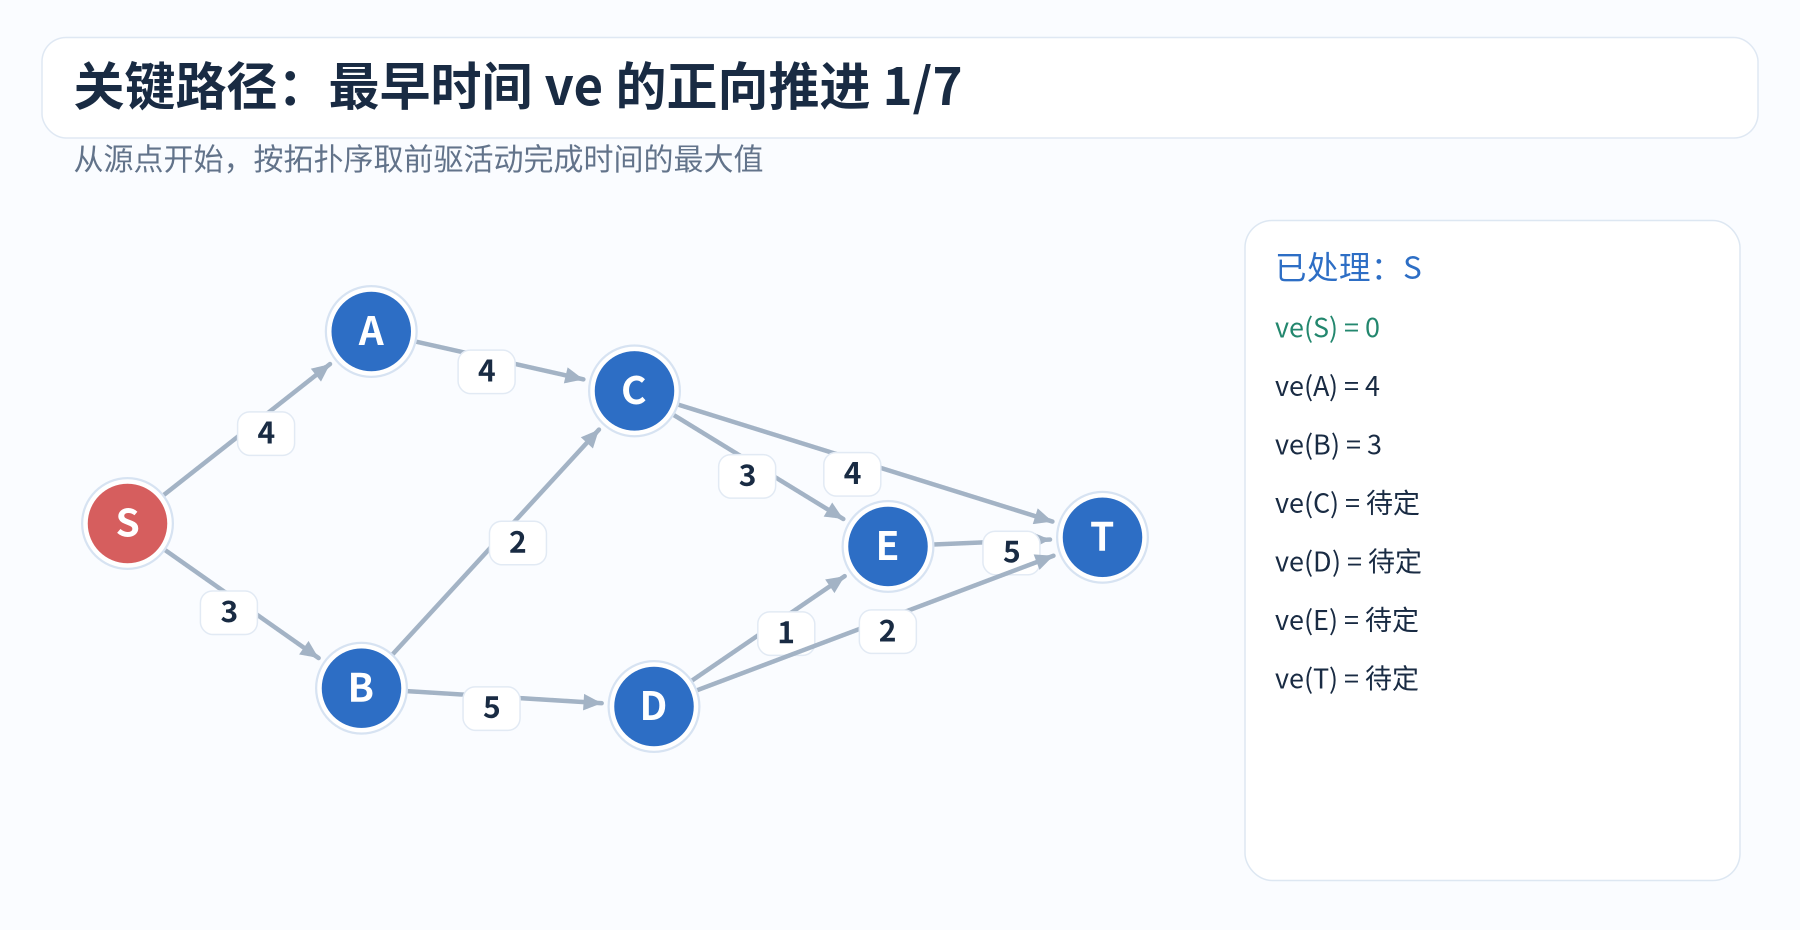 关键路径：最早时间 ve 的正向推进 1/7
从源点开始，按拓扑序取前驱活动完成时间的最大值
已处理：S
ve(S) = 0
ve(A) = 4
ve(B) = 3
ve(C) = 待定
ve(D) = 待定
ve(E) = 待定
ve(T) = 待定
A
4
C
4
3
4
S
2
E
5
T
3
1
2
B
5
D